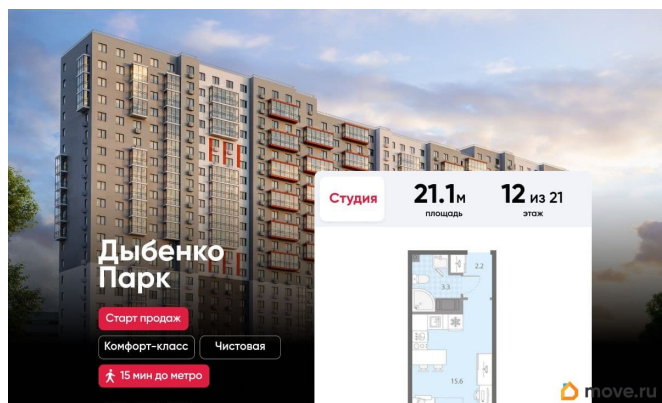 Студия
21.1м
площадь
12 из 21
этаж
Дыбенко
Парк
Старт продаж
Комфорт-класс
Чистовая
15 мин до метро
2.2
3.3
15.6
move.ru